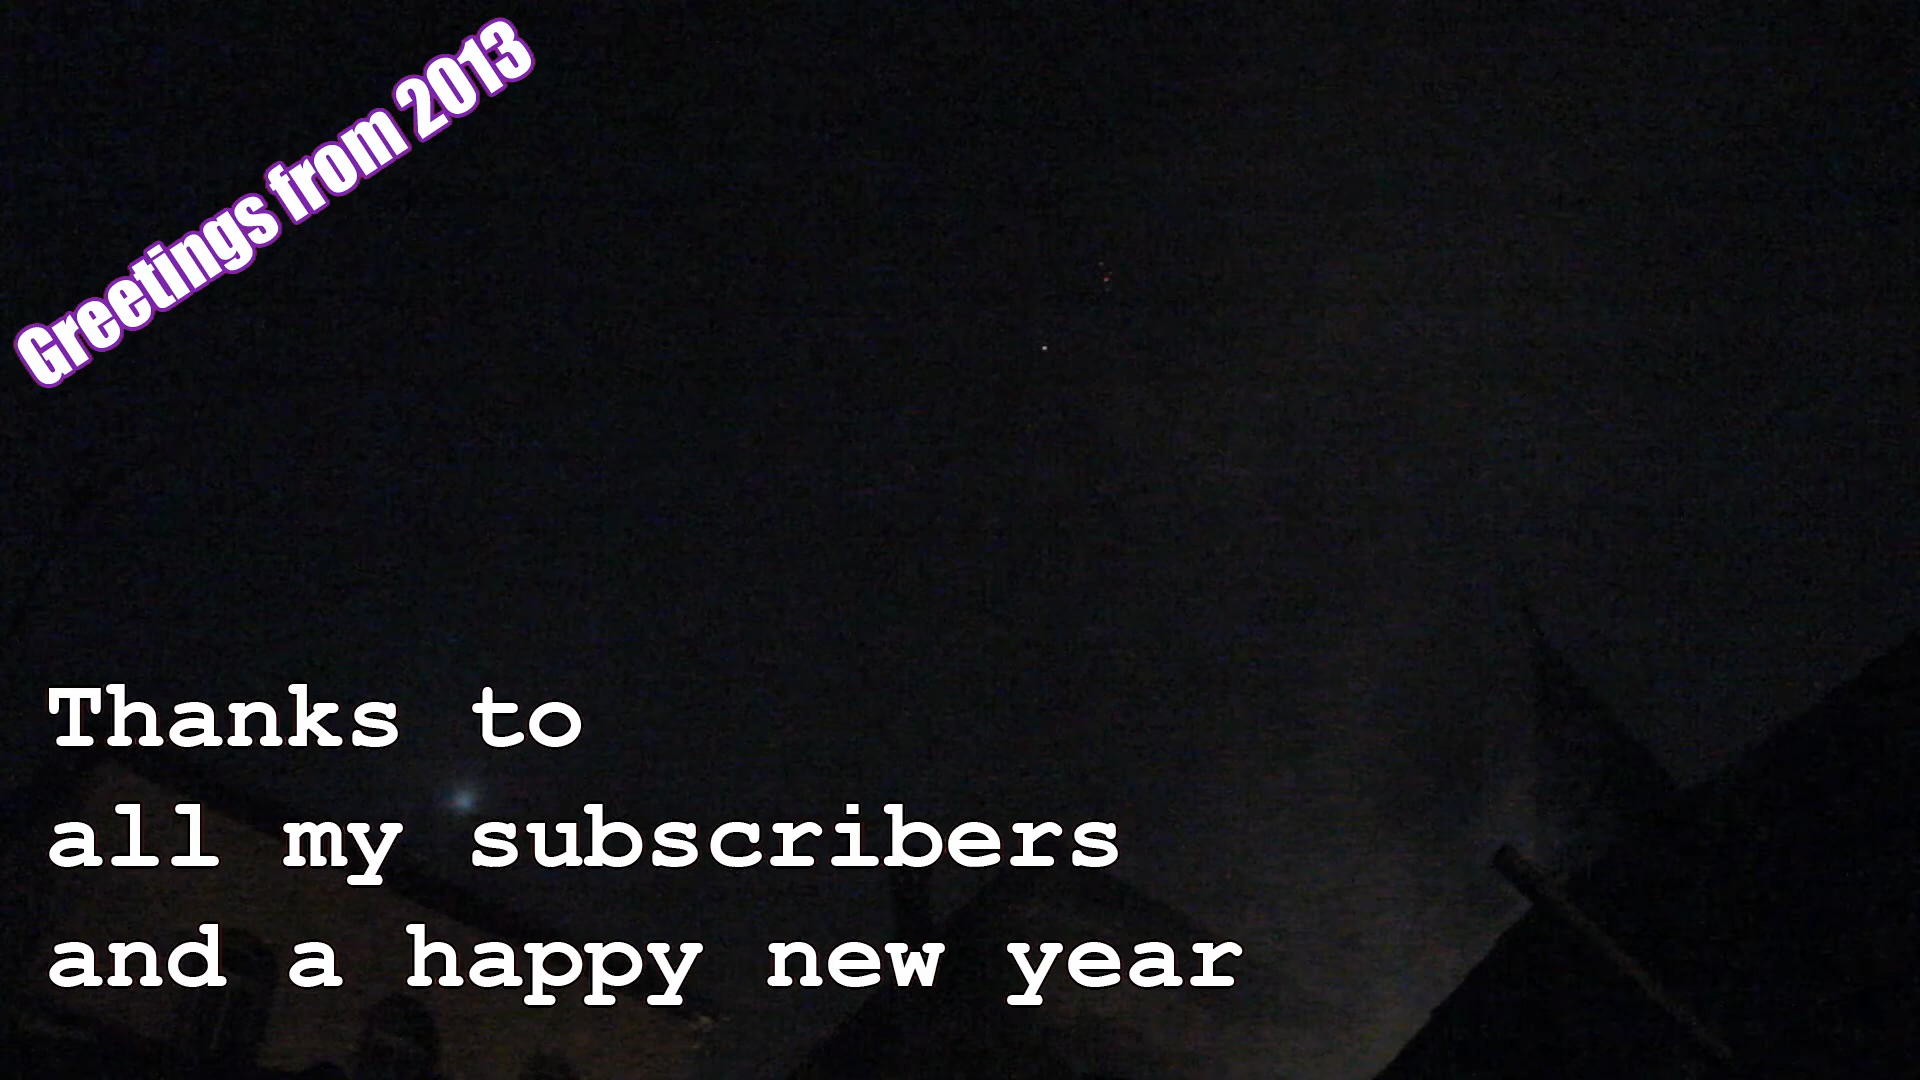 Greetings from 2013
Thanks to
all my subscribers
and a happy new year